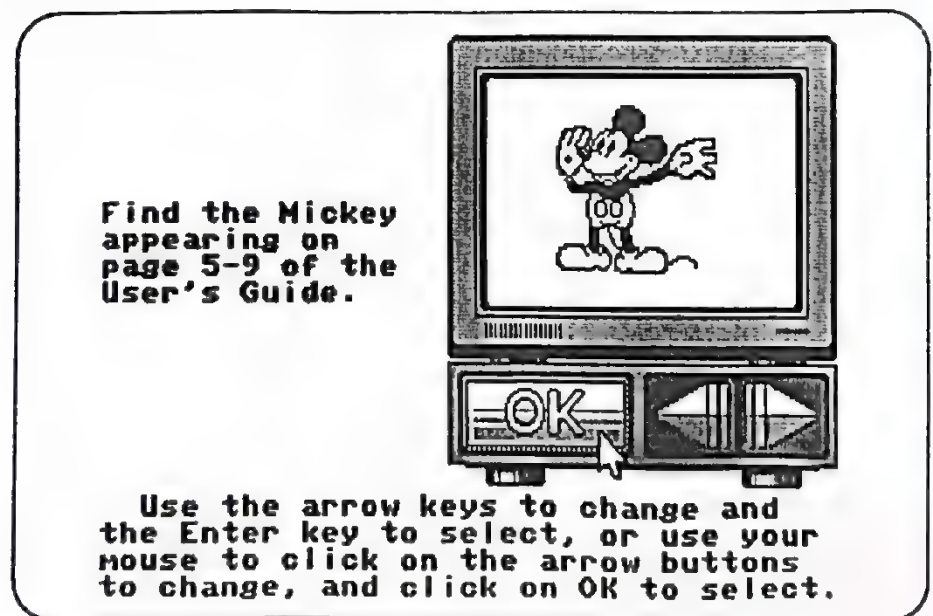 Find the Mickey
appearing on
page 5-9 of the
User's Guide.
OK
Use the arrow keys to change and
the Enter key to select, or use your
mouse to click on the arrow buttons
to change, and click on OK to select.